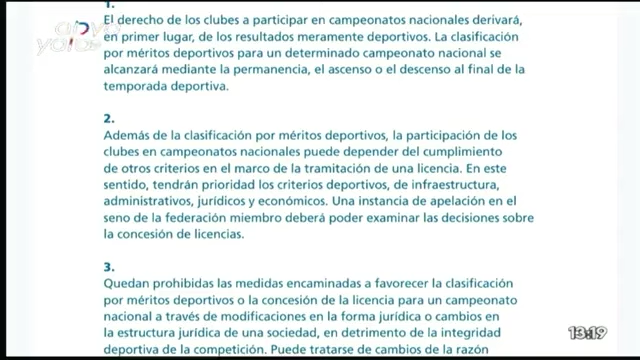 1.
El derecho de los clubes a participar en campeonatos nacionales derivará,
en primer lugar, de los resultados meramente deportivos. La clasificación
por méritos deportivos para un determinado campeonato nacional se
alcanzará mediante la permanencia, el ascenso o el descenso al final de la
temporada deportiva.
2.
Además de la clasificación por méritos deportivos, la participación de los
clubes en campeonatos nacionales puede depender del cumplimiento
de otros criterios en el marco de la tramitación de una licencia. En este
sentido, tendrán prioridad los criterios deportivos, de infraestructura,
administrativos, jurídicos y económicos. Una instancia de apelación en el
seno de la federación miembro deberá poder examinar las decisiones sobre
la concesión de licencias.
3.
Quedan prohibidas las medidas encaminadas a favorecer la clasificación
por méritos deportivos o la concesión de la licencia para un campeonato
nacional a través de modificaciones en la forma jurídica o cambios en
la estructura jurídica de una sociedad, en detrimento de la integridad
deportiva de la competición. Puede tratarse de cambios de la razón
13:19